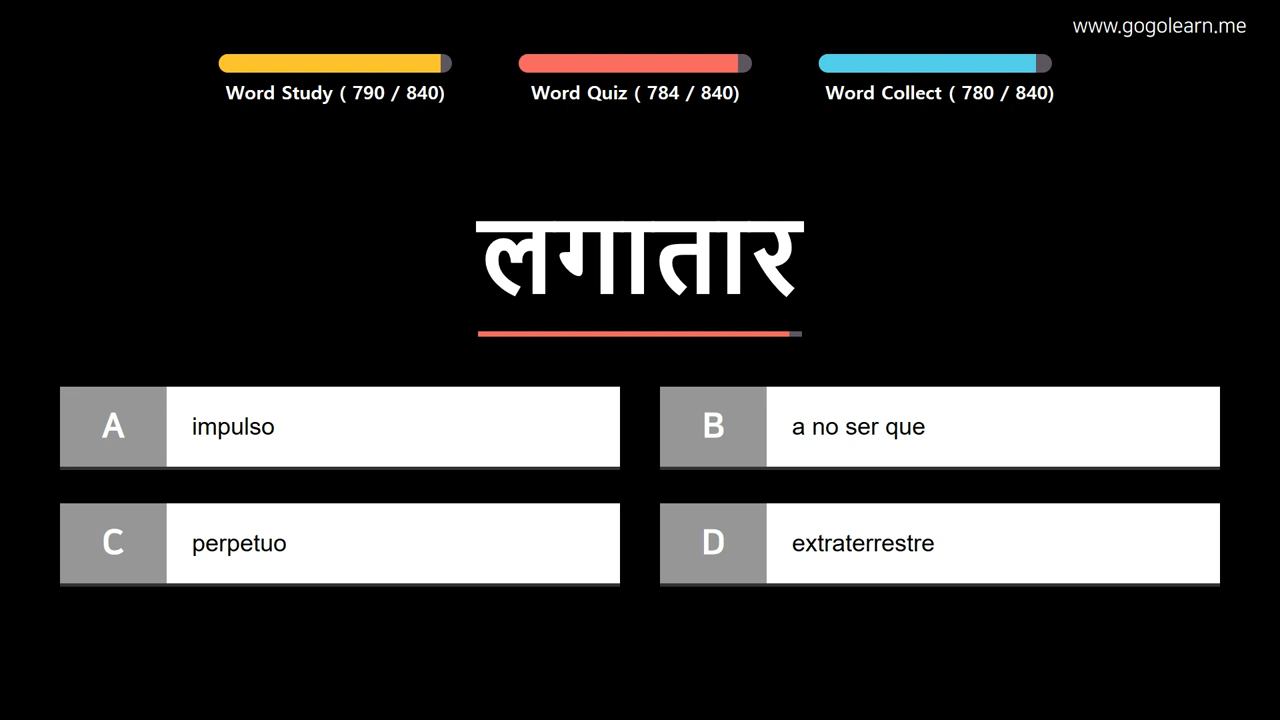 www.gogolearn.me
Word Study ( 790 / 840)
Word Quiz ( 784 / 840)
Word Collect ( 780 / 840)
लगातार
A impulso
B a no ser que
C perpetuo
D extraterrestre